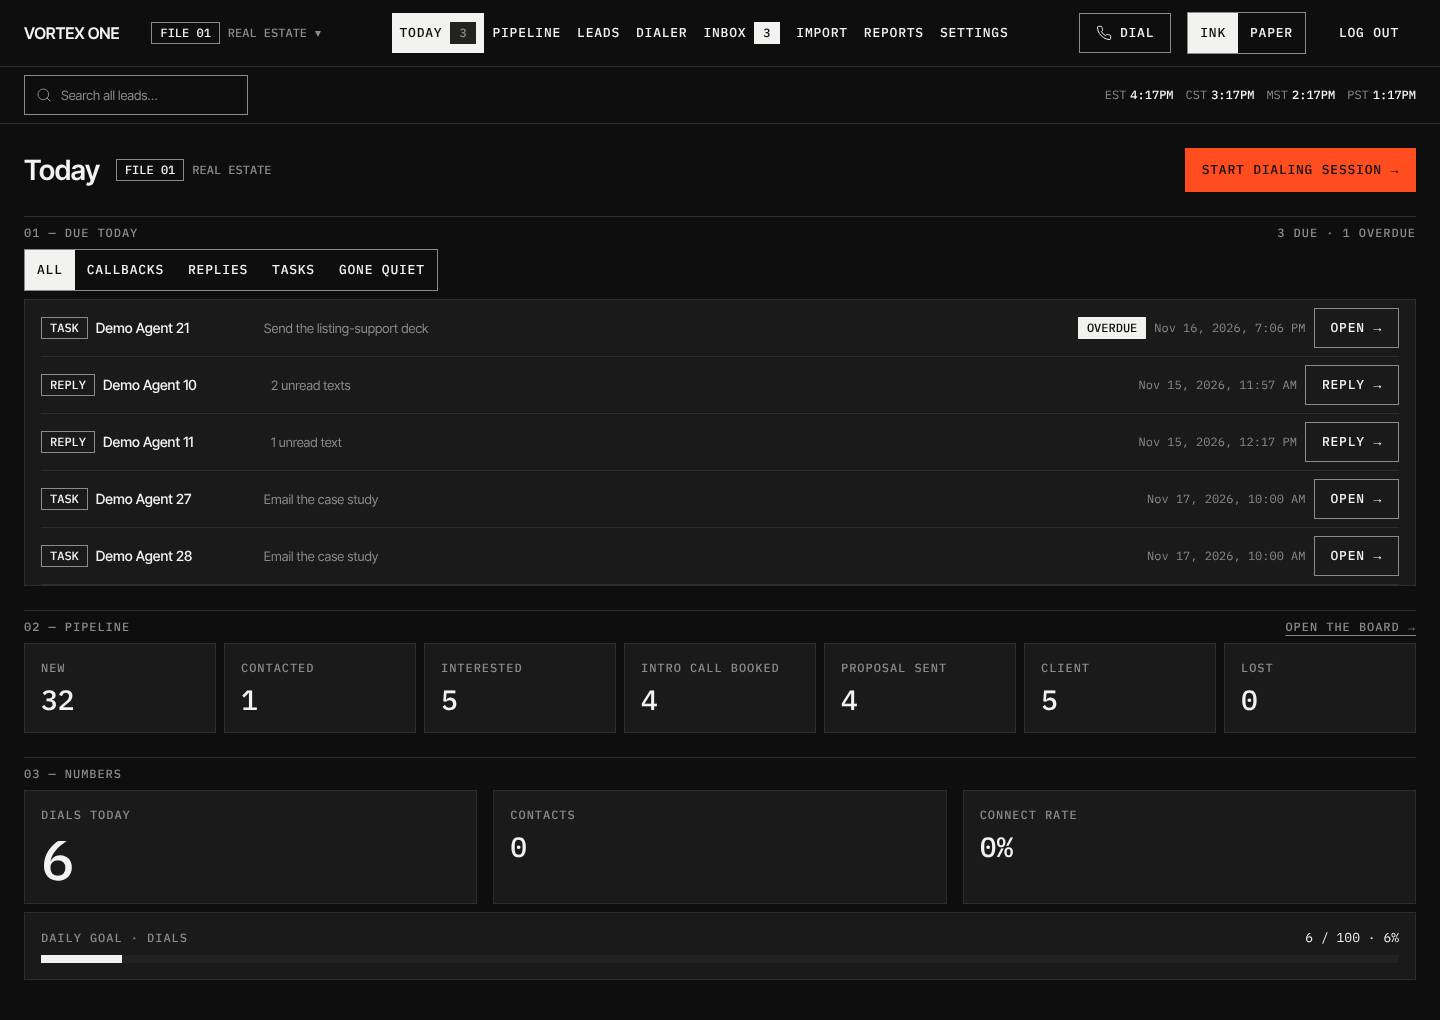 VORTEX ONE FILE 01 REAL ESTATE ▾ TODAY 3 PIPELINE LEADS DIALER INBOX 3 IMPORT REPORTS SETTINGS DIAL INK PAPER LOG OUT
Search all leads... EST 4:17PM CST 3:17PM MST 2:17PM PST 1:17PM
Today FILE 01 REAL ESTATE START DIALING SESSION →
01 — DUE TODAY 3 DUE · 1 OVERDUE
ALL CALLBACKS REPLIES TASKS GONE QUIET
TASK Demo Agent 21 Send the listing-support deck OVERDUE Nov 16, 2026, 7:06 PM OPEN →
REPLY Demo Agent 10 2 unread texts Nov 15, 2026, 11:57 AM REPLY →
REPLY Demo Agent 11 1 unread text Nov 15, 2026, 12:17 PM REPLY →
TASK Demo Agent 27 Email the case study Nov 17, 2026, 10:00 AM OPEN →
TASK Demo Agent 28 Email the case study Nov 17, 2026, 10:00 AM OPEN →
02 — PIPELINE OPEN THE BOARD →
NEW CONTACTED INTERESTED INTRO CALL BOOKED PROPOSAL SENT CLIENT LOST
32 1 5 4 4 5 0
03 — NUMBERS
DIALS TODAY CONTACTS CONNECT RATE
6 0 0%
DAILY GOAL · DIALS 6 / 100 · 6%